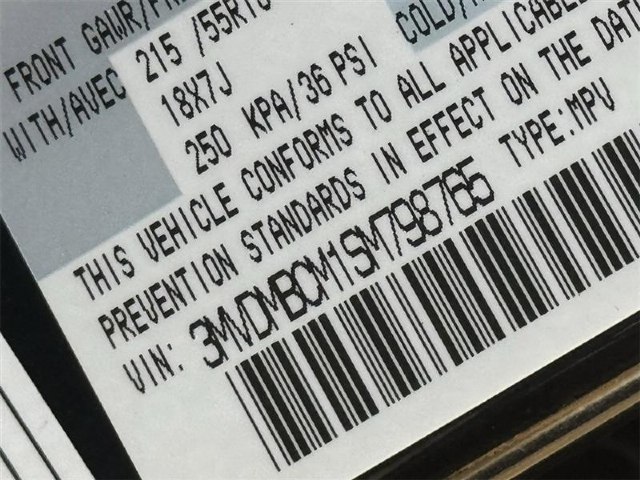 FRONT GAWR/
WITH/AVEC 215 /55R18
18X7J COLD/
250 KPA/36 PSI
THIS VEHICLE CONFORMS TO ALL APPLICABLE
PREVENTION STANDARDS IN EFFECT ON THE DAT
VIN: 3MVDMBCM1SM798765 TYPE:MPV